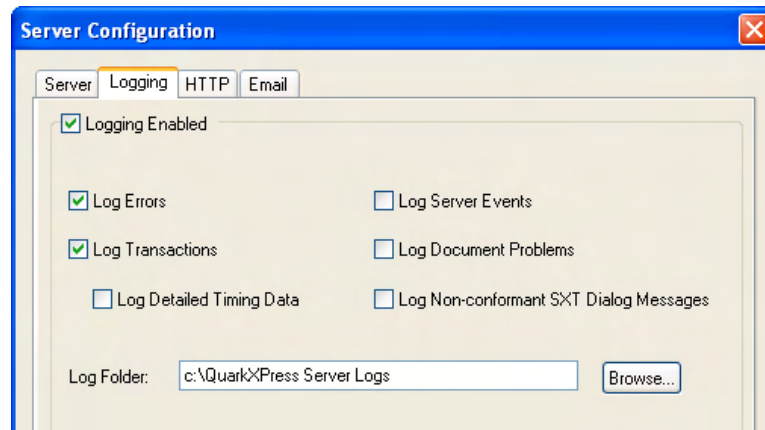 Server Configuration
Server Logging HTTP Email
Logging Enabled
Log Errors Log Server Events
Log Transactions Log Document Problems
Log Detailed Timing Data Log Non-conformant SXT Dialog Messages
Log Folder: c:\QuarkXPress Server Logs Browse...